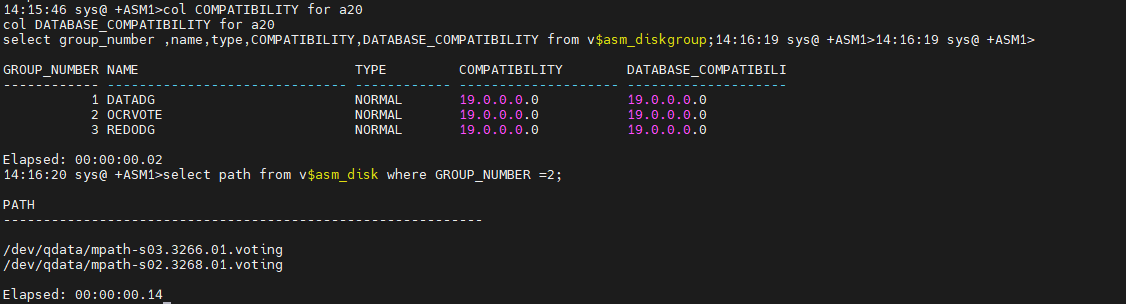 14:15:46 sys@ +ASM1>col COMPATIBILITY for a20
col DATABASE_COMPATIBILITY for a20
select group_number ,name,type,COMPATIBILITY,DATABASE_COMPATIBILITY from v$asm_diskgroup;14:16:19 sys@ +ASM1>14:16:19 sys@ +ASM1>
GROUP_NUMBER NAME                           TYPE         COMPATIBILITY        DATABASE_COMPATIBILI
------------ ------------------------------ ------------ -------------------- --------------------
           1 DATADG                         NORMAL       19.0.0.0.0           19.0.0.0.0
           2 OCRVOTE                        NORMAL       19.0.0.0.0           19.0.0.0.0
           3 REDODG                         NORMAL       19.0.0.0.0           19.0.0.0.0
Elapsed: 00:00:00.02
14:16:20 sys@ +ASM1>select path from v$asm_disk where GROUP_NUMBER =2;
PATH
------------------------------------------------------------
/dev/qdata/mpath-s03.3266.01.voting
/dev/qdata/mpath-s02.3268.01.voting
Elapsed: 00:00:00.14